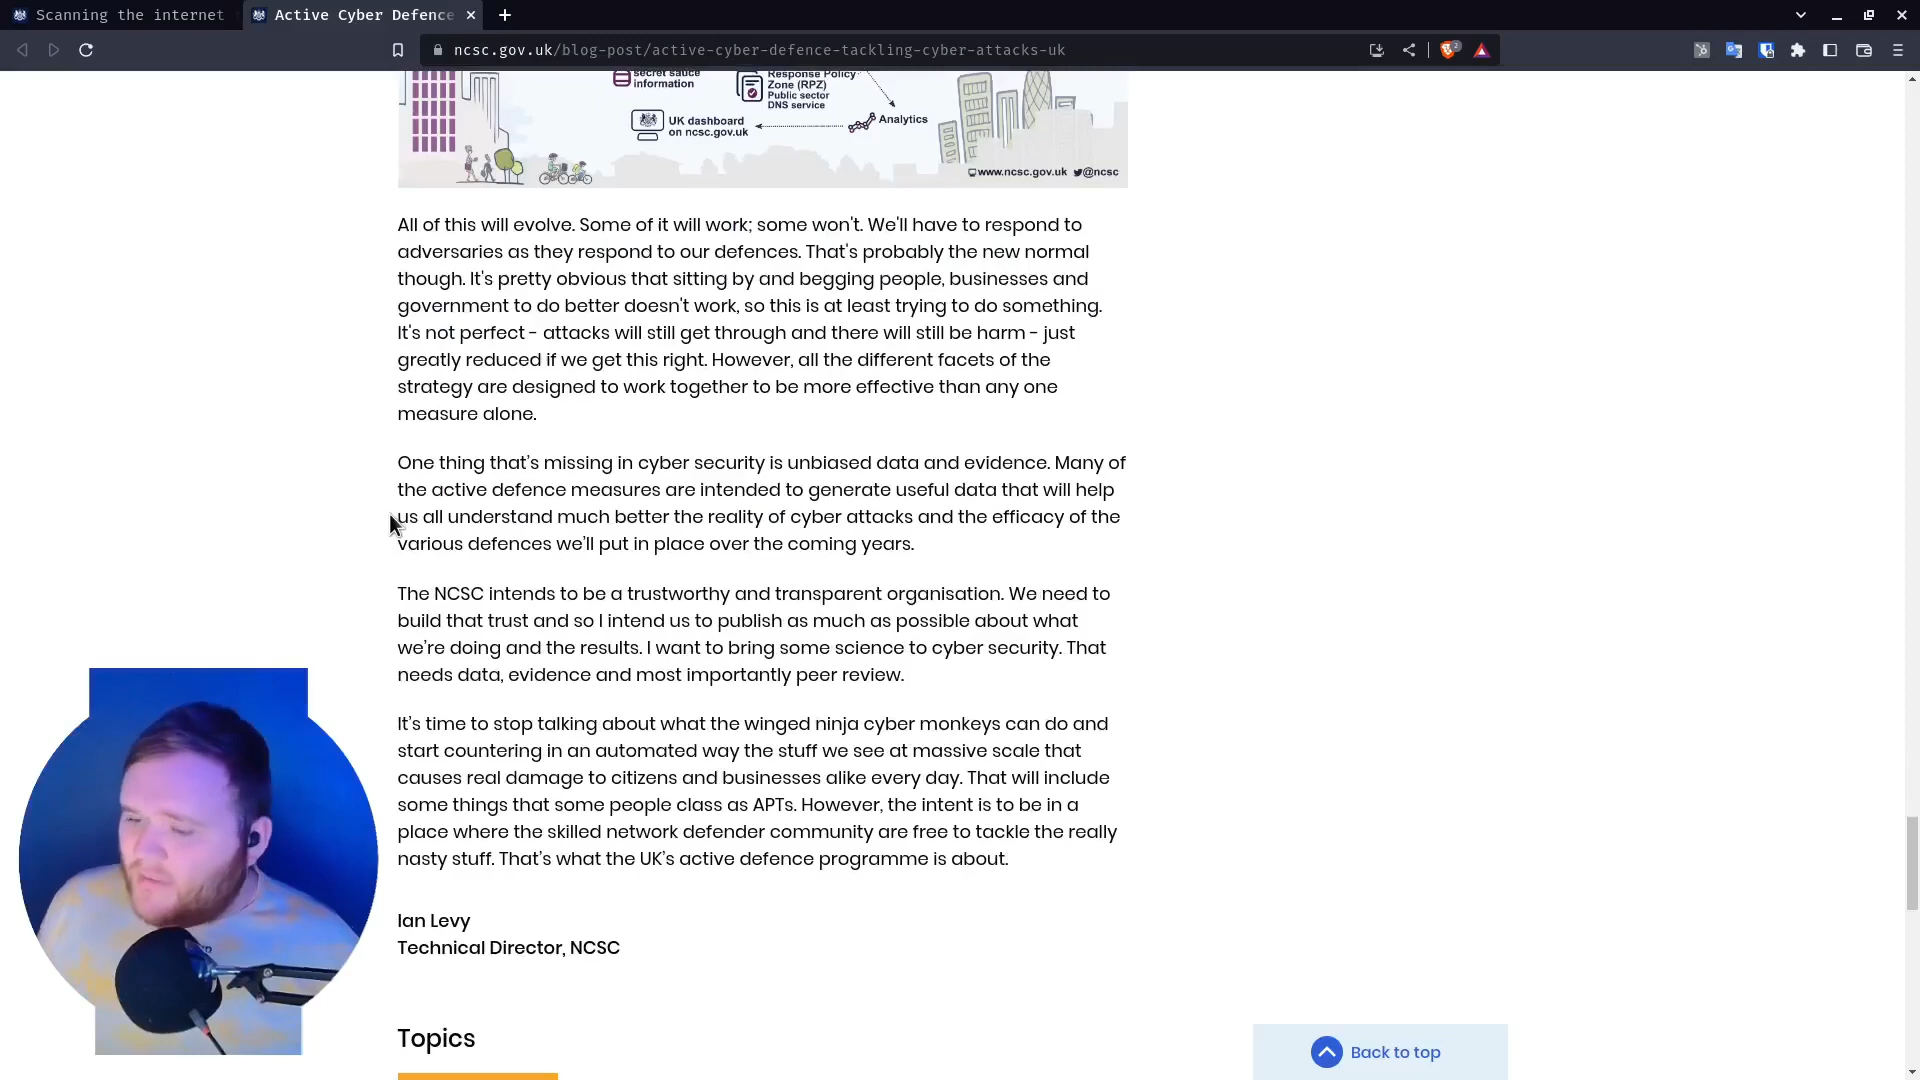 Scanning the internet
Active Cyber Defence
ncsc.gov.uk/blog-post/active-cyber-defence-tackling-cyber-attacks-uk
2
secret sauce
information
Response Policy
Zone (RPZ)
Public sector
DNS service
UK dashboard
on ncsc.gov.uk
Analytics
www.ncsc.gov.uk @ncsc
All of this will evolve. Some of it will work; some won't. We'll have to respond to
adversaries as they respond to our defences. That's probably the new normal
though. It's pretty obvious that sitting by and begging people, businesses and
government to do better doesn't work, so this is at least trying to do something.
It's not perfect - attacks will still get through and there will still be harm - just
greatly reduced if we get this right. However, all the different facets of the
strategy are designed to work together to be more effective than any one
measure alone.
One thing that’s missing in cyber security is unbiased data and evidence. Many of
the active defence measures are intended to generate useful data that will help
us all understand much better the reality of cyber attacks and the efficacy of the
various defences we’ll put in place over the coming years.
The NCSC intends to be a trustworthy and transparent organisation. We need to
build that trust and so I intend us to publish as much as possible about what
we’re doing and the results. I want to bring some science to cyber security. That
needs data, evidence and most importantly peer review.
It’s time to stop talking about what the winged ninja cyber monkeys can do and
start countering in an automated way the stuff we see at massive scale that
causes real damage to citizens and businesses alike every day. That will include
some things that some people class as APTs. However, the intent is to be in a
place where the skilled network defender community are free to tackle the really
nasty stuff. That’s what the UK’s active defence programme is about.
Ian Levy
Technical Director, NCSC
Topics
Back to top